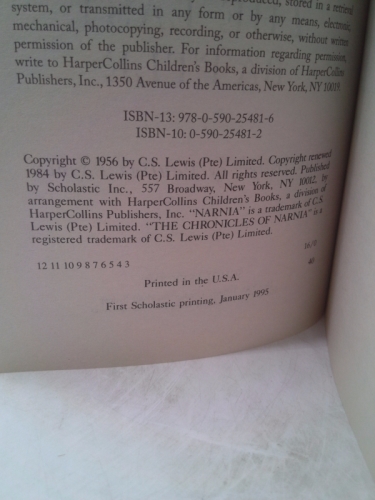 reproduced, stored in a retrieval
system, or transmitted in any form or by any means, electronic,
mechanical, photocopying, recording, or otherwise, without written
permission of the publisher. For information regarding permission,
write to HarperCollins Children's Books, a division of HarperCollins
Publishers, Inc., 1350 Avenue of the Americas, New York, NY 10019.
ISBN-13: 978-0-590-25481-6
ISBN-10: 0-590-25481-2
Copyright © 1956 by C.S. Lewis (Pte) Limited. Copyright renewed
1984 by C.S. Lewis (Pte) Limited. All rights reserved. Published
by Scholastic Inc., 557 Broadway, New York, NY 10012, by
arrangement with HarperCollins Children's Books, a division of
HarperCollins Publishers, Inc. "NARNIA" is a trademark of C.S.
Lewis (Pte) Limited. "THE CHRONICLES OF NARNIA" is a
registered trademark of C.S. Lewis (Pte) Limited.
12 11 10 9 8 7 6 5 4 3
40
Printed in the U.S.A.
First Scholastic printing, January 1995